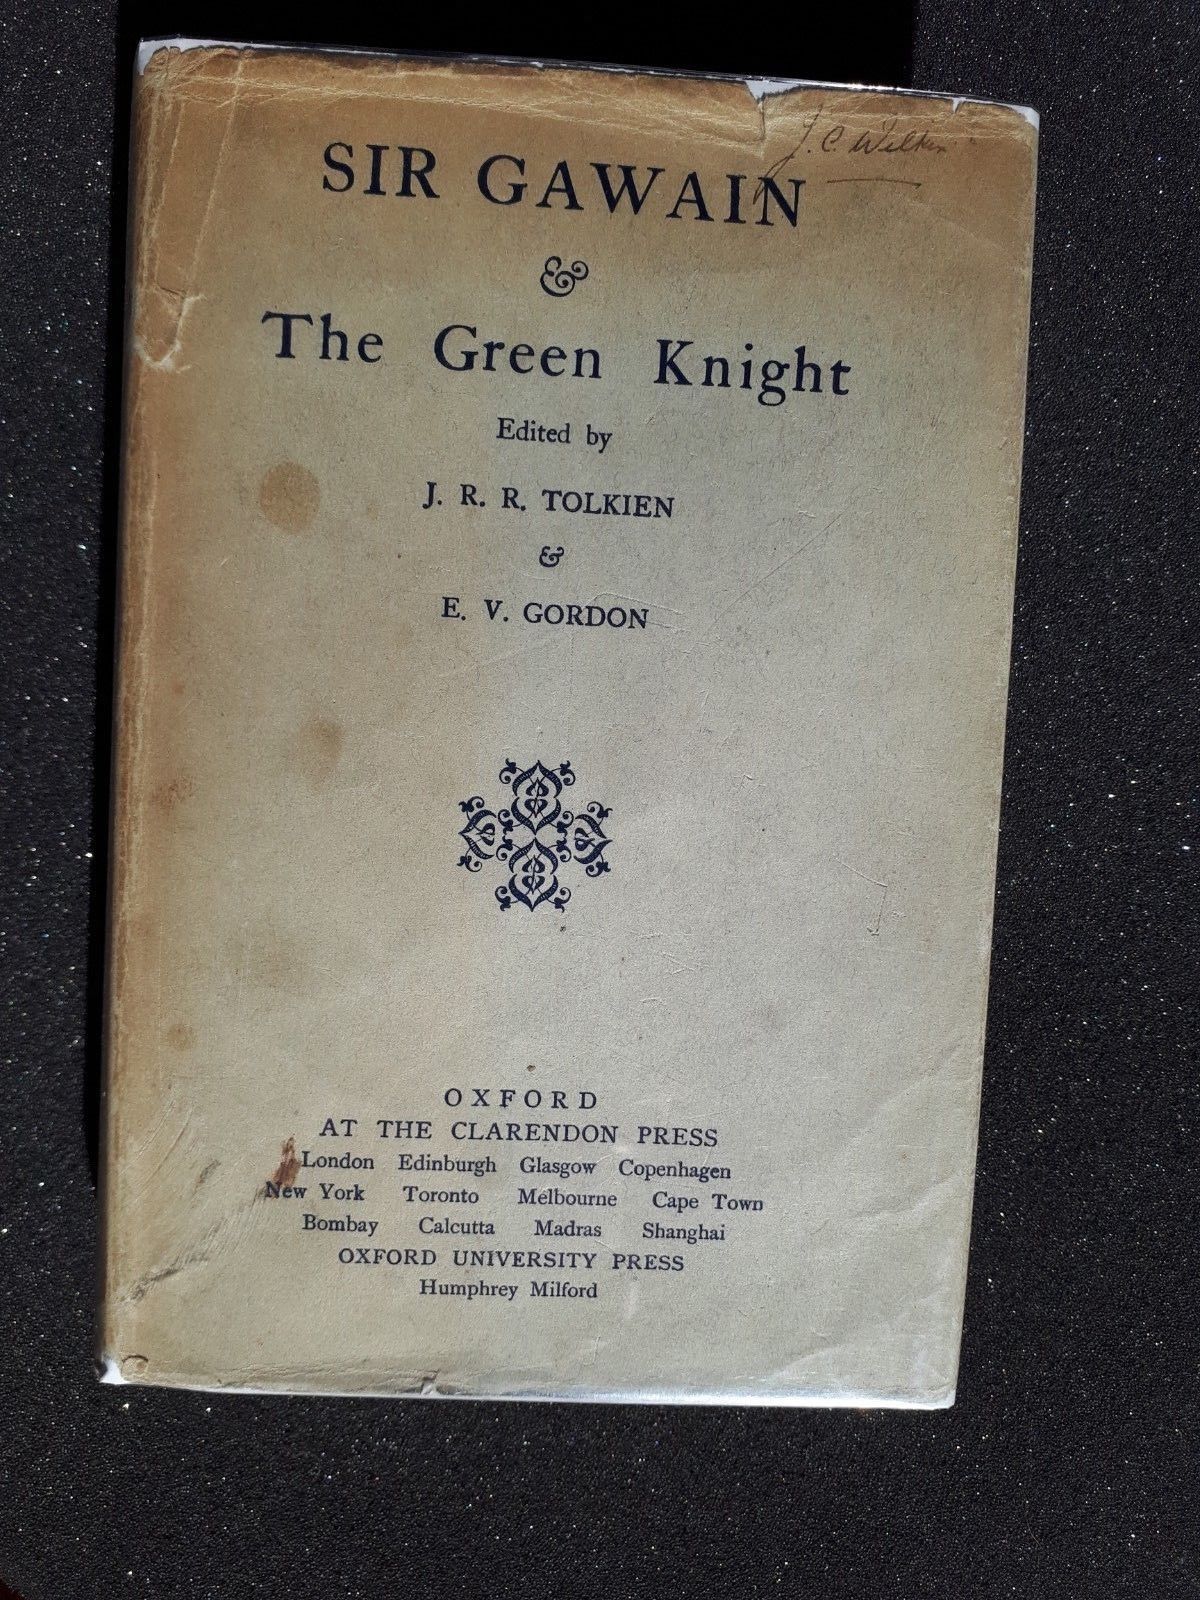 J. C. Wilkin
SIR GAWAIN
&
The Green Knight
Edited by
J. R. R. TOLKIEN
&
E. V. GORDON
OXFORD
AT THE CLARENDON PRESS
London Edinburgh Glasgow Copenhagen
New York Toronto Melbourne Cape Town
Bombay Calcutta Madras Shanghai
OXFORD UNIVERSITY PRESS
Humphrey Milford